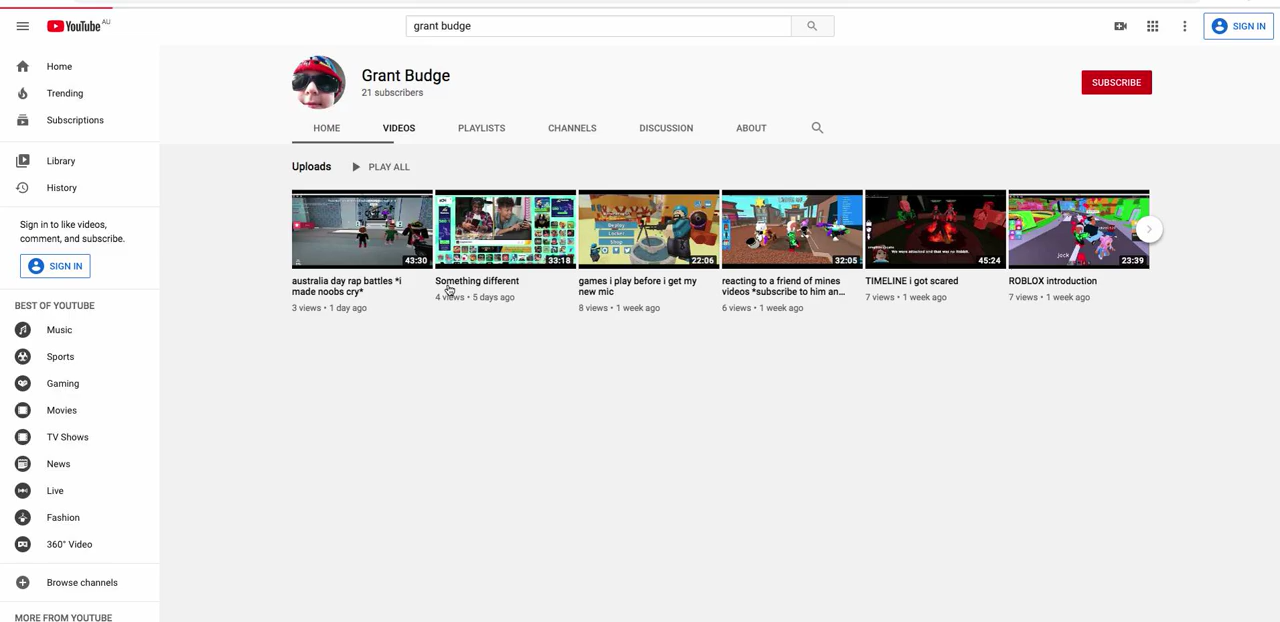 YouTube AU
grant budge
SIGN IN
Home
Trending
Subscriptions
Library
History
Sign in to like videos,
comment, and subscribe.
SIGN IN
BEST OF YOUTUBE
Music
Sports
Gaming
Movies
TV Shows
News
Live
Fashion
360° Video
Browse channels
MORE FROM YOUTUBE
Grant Budge
21 subscribers
SUBSCRIBE
HOME VIDEOS PLAYLISTS CHANNELS DISCUSSION ABOUT
Uploads PLAY ALL
43:30
australia day rap battles *i
made noobs cry*
3 views • 1 day ago
33:18
Something different
4 views • 5 days ago
22:06
games i play before i get my
new mic
8 views • 1 week ago
32:05
reacting to a friend of mines
videos *subscribe to him an...
6 views • 1 week ago
45:24
TIMELINE i got scared
7 views • 1 week ago
jock
23:39
ROBLOX introduction
7 views • 1 week ago